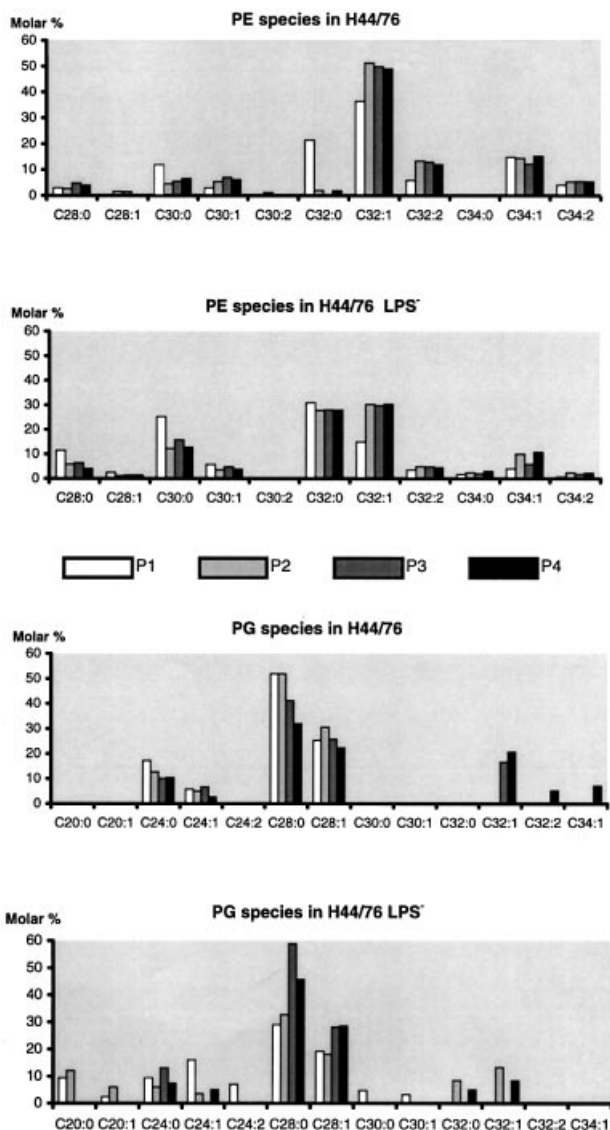 PE species in H44/76
Molar %
60
50
40
30
20
10
0
C28:0 C28:1 C30:0 C30:1 C30:2 C32:0 C32:1 C32:2 C34:0 C34:1 C34:2
PE species in H44/76 LPS-
Molar %
60
50
40
30
20
10
0
C28:0 C28:1 C30:0 C30:1 C30:2 C32:0 C32:1 C32:2 C34:0 C34:1 C34:2
P1 P2 P3 P4
PG species in H44/76
Molar %
60
50
40
30
20
10
0
C20:0 C20:1 C24:0 C24:1 C24:2 C28:0 C28:1 C30:0 C30:1 C32:0 C32:1 C32:2 C34:1
PG species in H44/76 LPS-
Molar %
60
50
40
30
20
10
0
C20:0 C20:1 C24:0 C24:1 C24:2 C28:0 C28:1 C30:0 C30:1 C32:0 C32:1 C32:2 C34:1